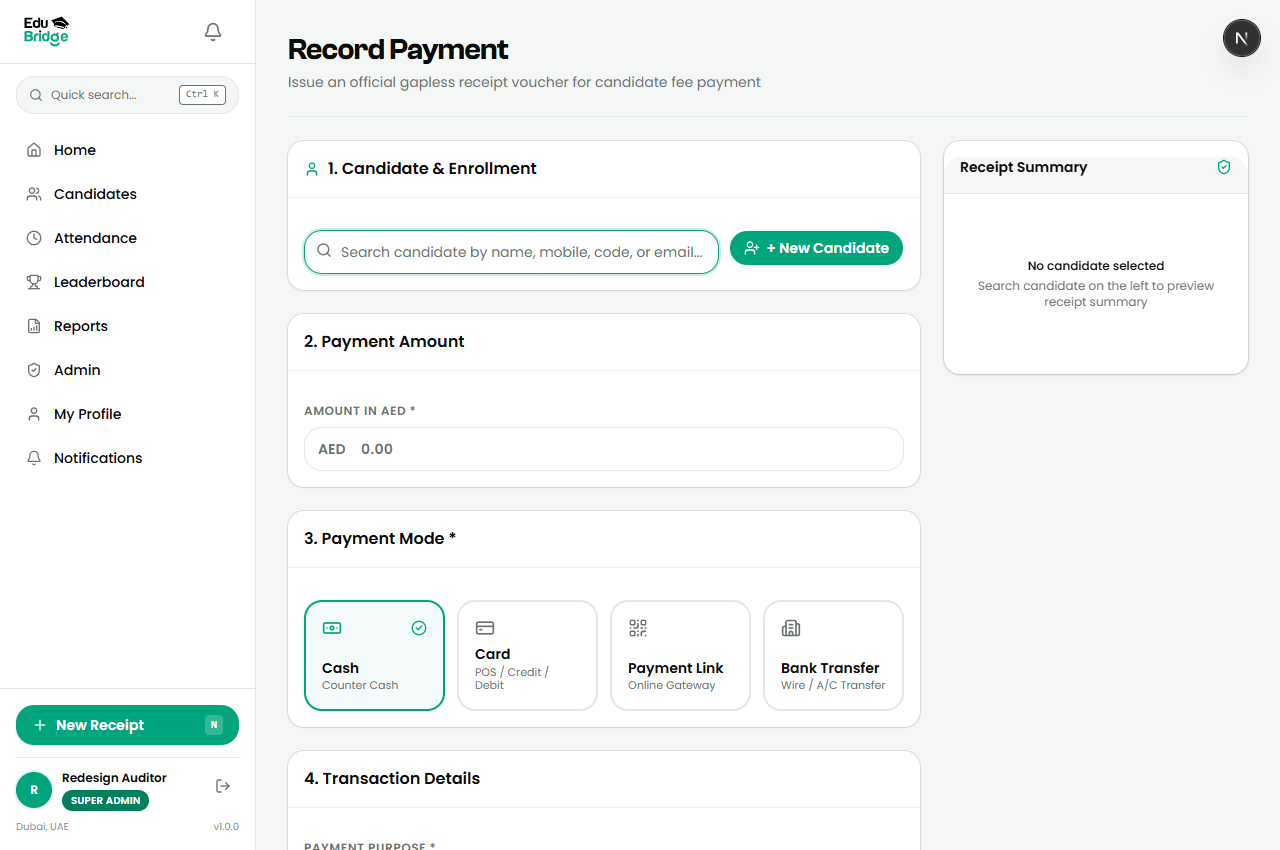 Edu
Bridge
Quick search...
Ctrl K
Home
Candidates
Attendance
Leaderboard
Reports
Admin
My Profile
Notifications
New Receipt
N
R
Redesign Auditor
SUPER ADMIN
Dubai, UAE
v1.0.0
Record Payment
Issue an official gapless receipt voucher for candidate fee payment
N
1. Candidate & Enrollment
Search candidate by name, mobile, code, or email...
+ New Candidate
2. Payment Amount
AMOUNT IN AED *
AED 0.00
3. Payment Mode *
Cash
Counter Cash
Card
POS / Credit /
Debit
Payment Link
Online Gateway
Bank Transfer
Wire / A/C Transfer
4. Transaction Details
PAYMENT PURPOSE *
Receipt Summary
No candidate selected
Search candidate on the left to preview
receipt summary